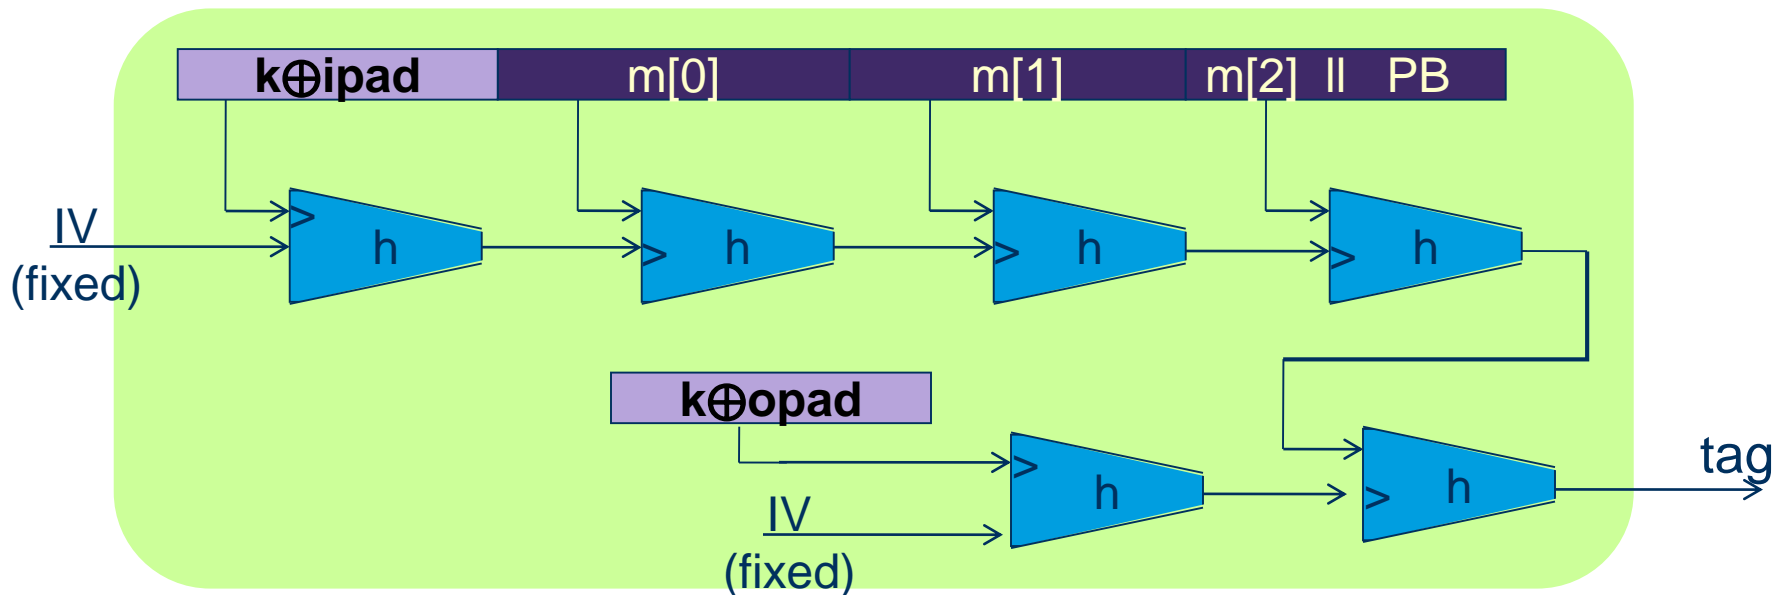 k⊕ipad m[0] m[1] m[2] ll PB
> h > h > h > h
IV
(fixed)
k⊕opad
> h > h
tag
IV
(fixed)